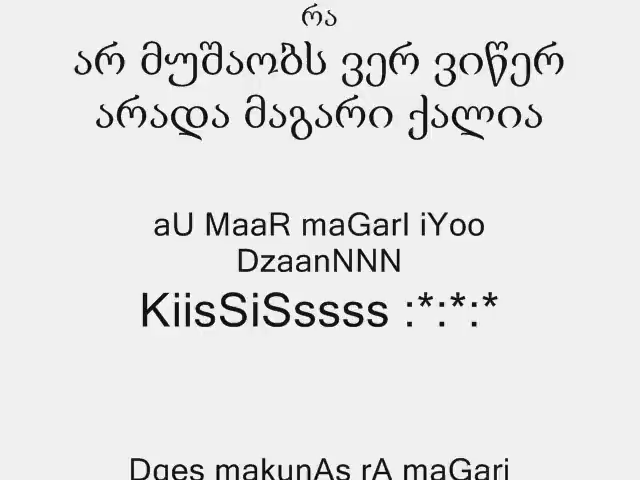 რა
არ მუშაობს ვერ ვიწერ
არადა მაგარი ქალია
aU MaaR maGarI iYoo
DzaanNNN
KiisSiSssss :*:*:*
Dges makunAs rA maGari